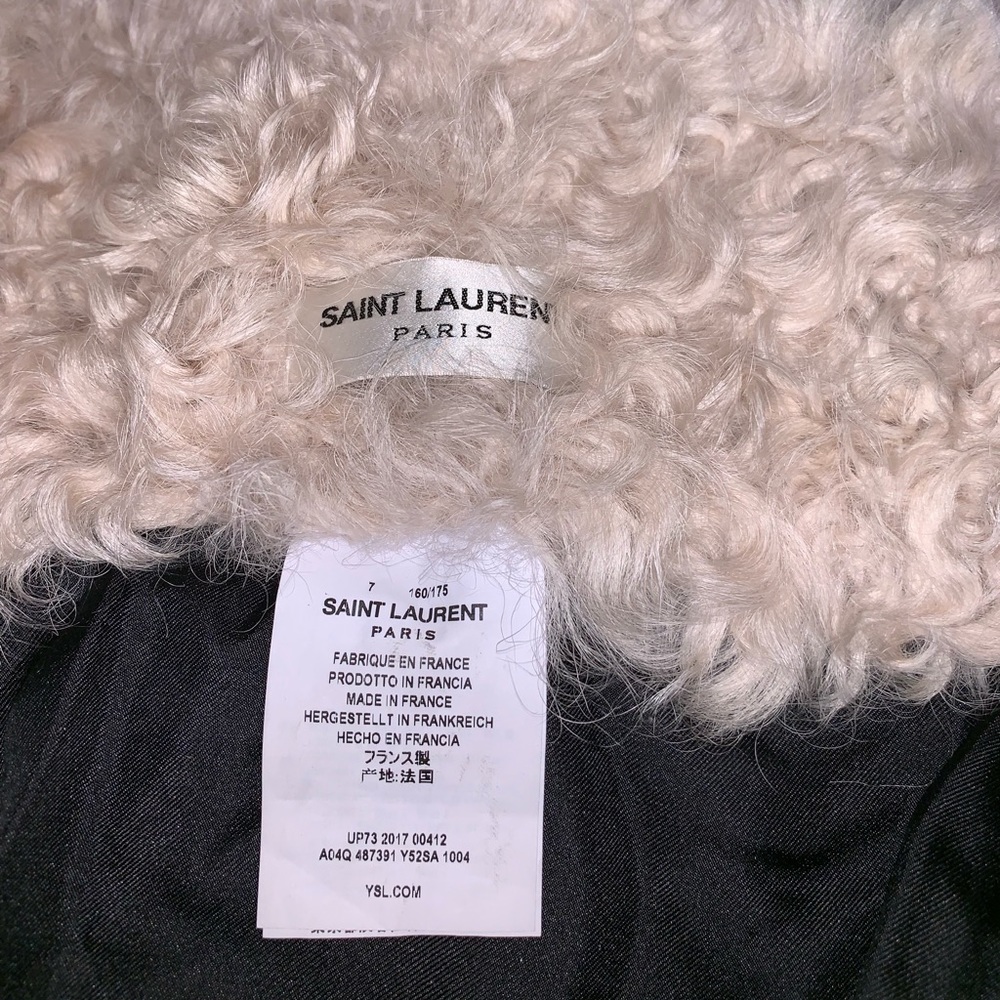 SAINT LAUREN
PARIS
7 160/175
SAINT LAURENT
PARIS
FABRIQUE EN FRANCE
PRODOTTO IN FRANCIA
MADE IN FRANCE
HERGESTELLT IN FRANKREICH
HECHO EN FRANCIA
フランス製
产地:法国
UP73 2017 00412
A04Q 487391 Y52SA 1004
YSL.COM